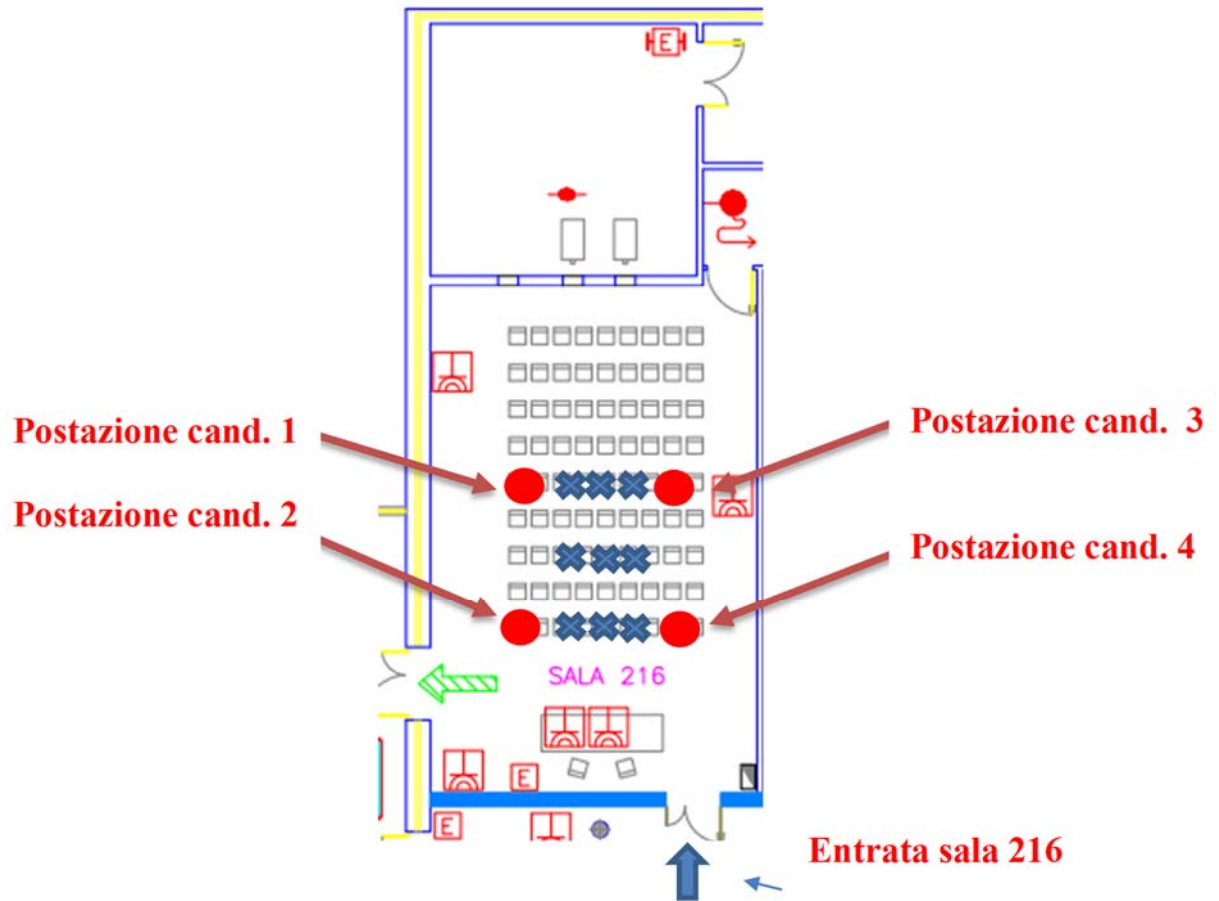 E
Postazione cand. 1
Postazione cand. 3
Postazione cand. 2
Postazione cand. 4
SALA 216
E
E
Entrata sala 216